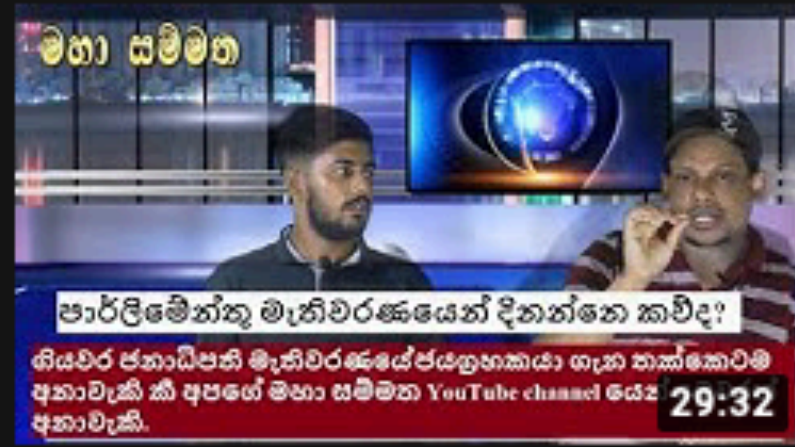 මහා සම්මත
පාර්ලිමේන්තු මැතිවරණයෙන් දිනන්නෙ කව්ද?
ගියවර ජනාධිපති මැතිවරණයේජයග්‍රහකයා ගැන තක්කෙටම
අනාවැකි කී අපගේ මහා සම්මත YouTube channel යෙන්
අනාවැකි.
29:32